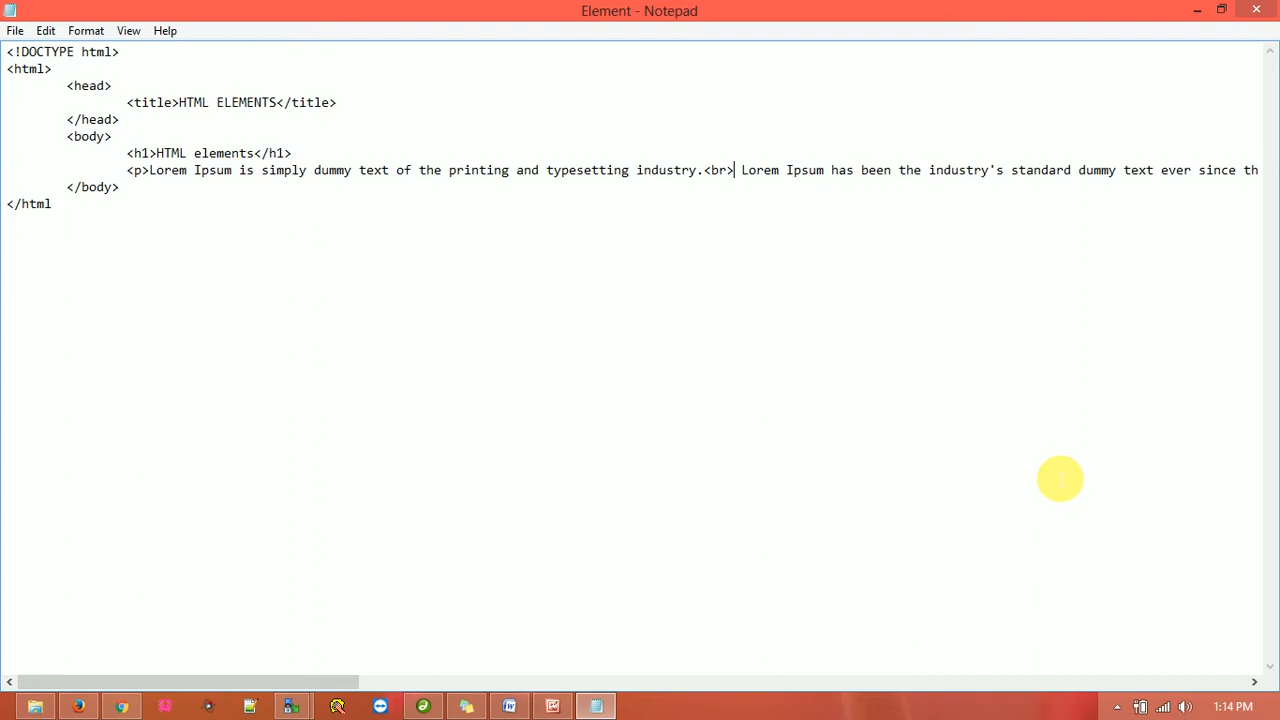 Element - Notepad
File Edit Format View Help
<!DOCTYPE html>
<html>
<head>
<title>HTML ELEMENTS</title>
</head>
<body>
<h1>HTML elements</h1>
<p>Lorem Ipsum is simply dummy text of the printing and typesetting industry.<br> Lorem Ipsum has been the industry's standard dummy text ever since th
</body>
</html
1:14 PM